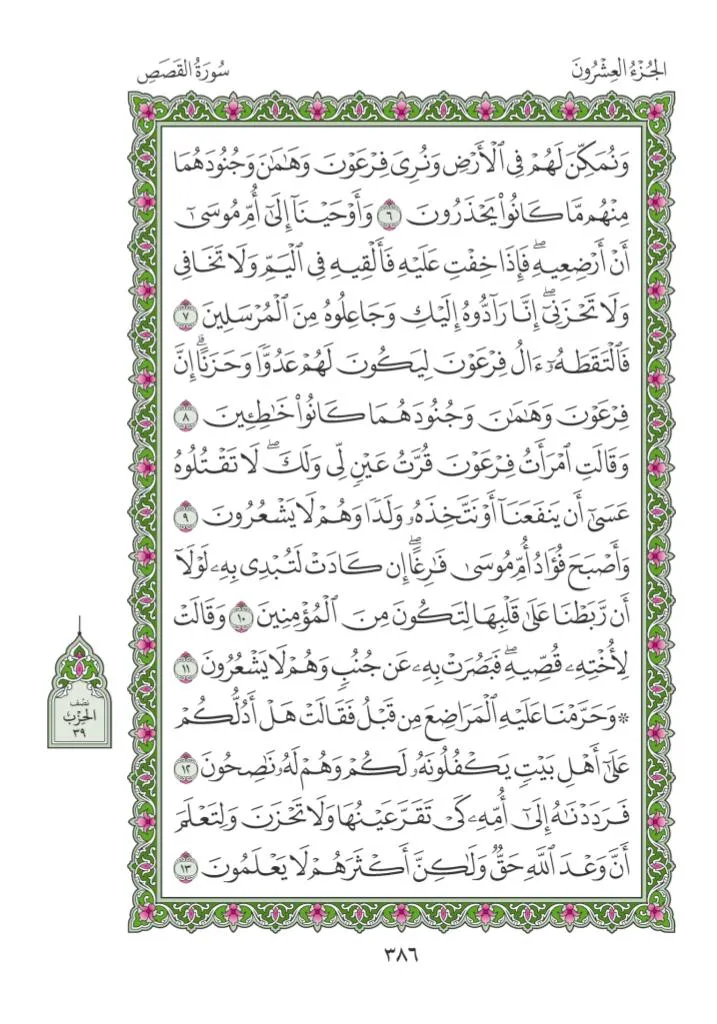 الجُزْءُ العِشْرُونَ
سُورَةُ القَصَصِ
وَنُمَكِّنَ لَهُمْ فِي ٱلْأَرْضِ وَنُرِيَ فِرْعَوْنَ وَهَٰمَٰنَ وَجُنُودَهُمَا
مِنْهُم مَّا كَانُوا۟ يَحْذَرُونَ ٦ وَأَوْحَيْنَآ إِلَىٰٓ أُمِّ مُوسَىٰٓ
أَنْ أَرْضِعِيهِ ۖ فَإِذَا خِفْتِ عَلَيْهِ فَأَلْقِيهِ فِي ٱلْيَمِّ وَلَا تَخَافِي
وَلَا تَحْزَنِيٓ ۖ إِنَّا رَآدُّوهُ إِلَيْكِ وَجَاعِلُوهُ مِنَ ٱلْمُرْسَلِينَ ٧
فَٱلْتَقَطَهُۥٓ ءَالُ فِرْعَوْنَ لِيَكُونَ لَهُمْ عَدُوًّا وَحَزَنًا ۗ إِنَّ
فِرْعَوْنَ وَهَٰمَٰنَ وَجُنُودَهُمَا كَانُوا۟ خَٰطِـِٔينَ ٨
وَقَالَتِ ٱمْرَأَتُ فِرْعَوْنَ قُرَّتُ عَيْنٍ لِّي وَلَكَ ۖ لَا تَقْتُلُوهُ
عَسَىٰٓ أَن يَنفَعَنَآ أَوْ نَتَّخِذَهُۥ وَلَدًا وَهُمْ لَا يَشْعُرُونَ ٩
وَأَصْبَحَ فُؤَادُ أُمِّ مُوسَىٰ فَٰرِغًا ۖ إِن كَادَتْ لَتُبْدِي بِهِۦ لَوْلَآ
أَن رَّبَطْنَا عَلَىٰ قَلْبِهَا لِتَكُونَ مِنَ ٱلْمُؤْمِنِينَ ١٠ وَقَالَتْ
لِأُخْتِهِۦ قُصِّيهِ ۖ فَبَصُرَتْ بِهِۦ عَن جُنُبٍ وَهُمْ لَا يَشْعُرُونَ ١١
نصف
الحِزْبِ
٣٩
* وَحَرَّمْنَا عَلَيْهِ ٱلْمَرَاضِعَ مِن قَبْلُ فَقَالَتْ هَلْ أَدُلُّكُمْ
عَلَىٰٓ أَهْلِ بَيْتٍ يَكْفُلُونَهُۥ لَكُمْ وَهُمْ لَهُۥ نَٰصِحُونَ ١٢
فَرَدَدْنَٰهُ إِلَىٰٓ أُمِّهِۦ كَيْ تَقَرَّ عَيْنُهَا وَلَا تَحْزَنَ وَلِتَعْلَمَ
أَنَّ وَعْدَ ٱللَّهِ حَقٌّ وَلَٰكِنَّ أَكْثَرَهُمْ لَا يَعْلَمُونَ ١٣
٣٨٦